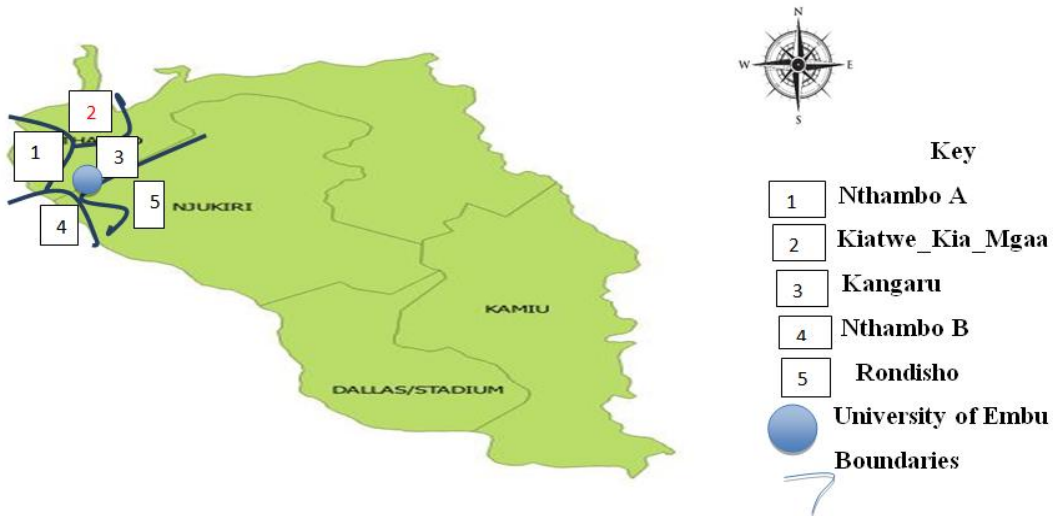 N
W E
S
2
1
3
5
NJUKIRI
4
KAMIU
DALLAS/STADIUM
Key
1 Nthambo A
2 Kiatwe_Kia_Mgaa
3 Kangaru
4 Nthambo B
5 Rondisho
University of Embu
Boundaries